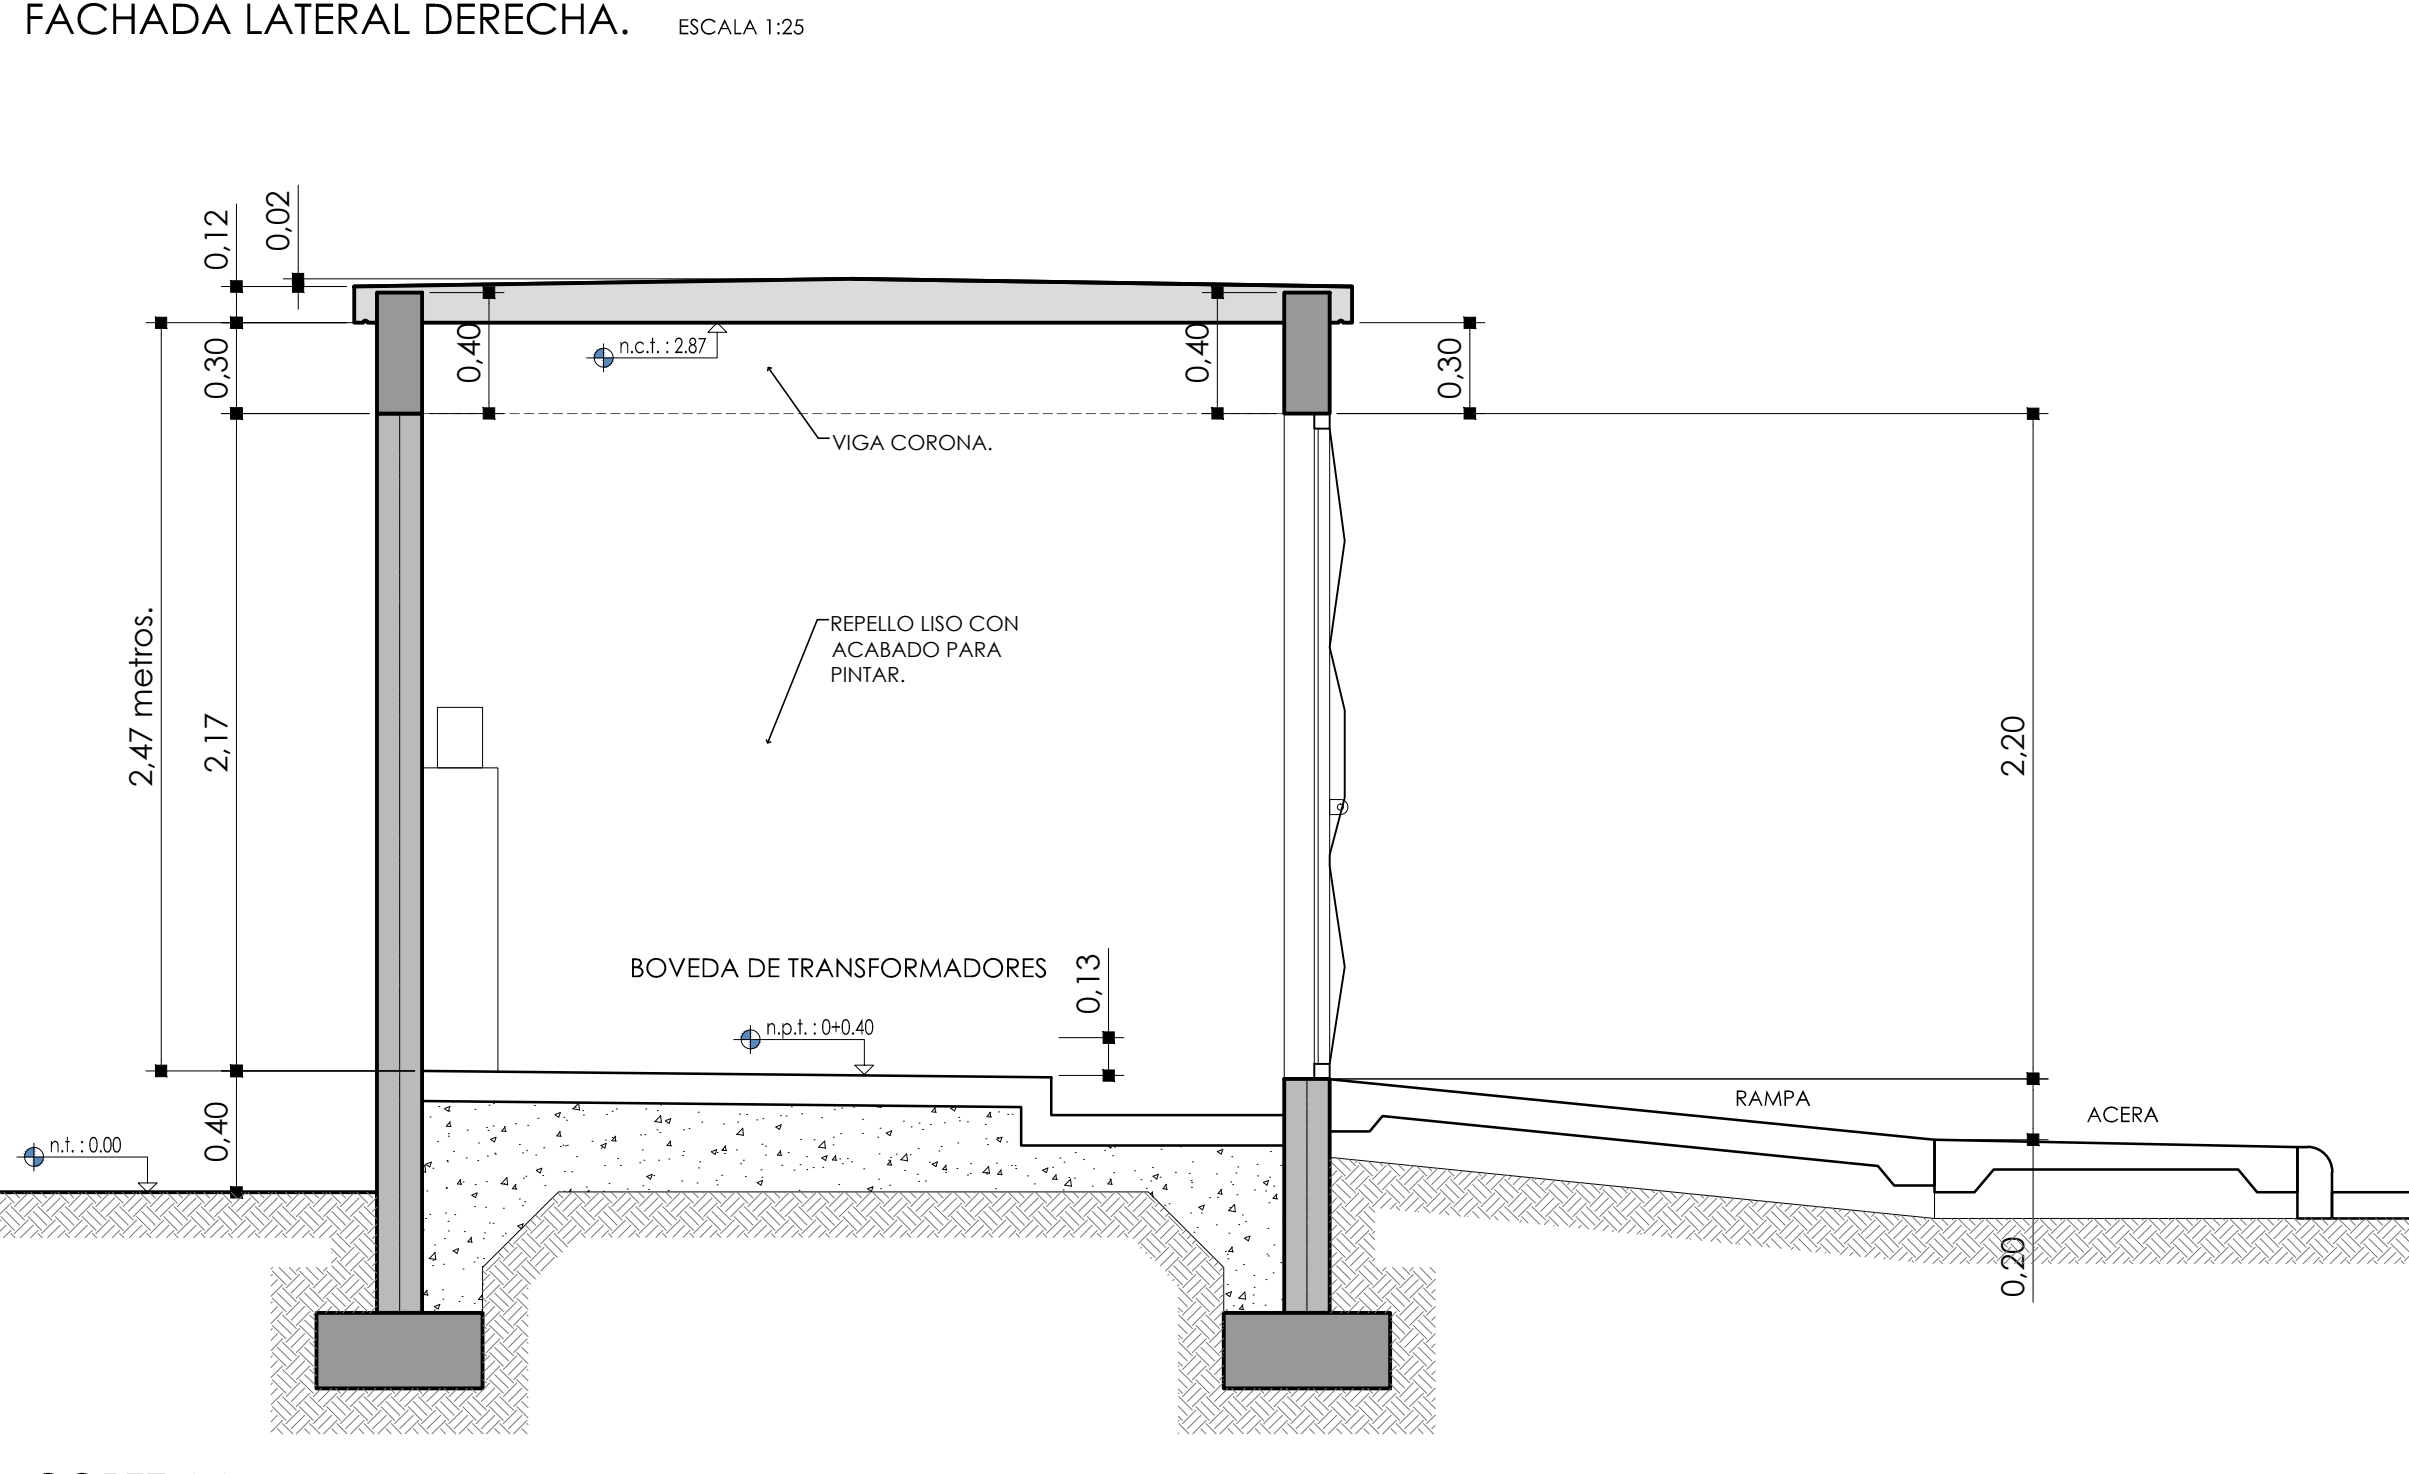 FACHADA LATERAL DERECHA. ESCALA 1:25
0,02
0,12
0,30
0,40
n.c.t. : 2.87
0,40
0,30
VIGA CORONA.
REPELLO LISO CON
ACABADO PARA
PINTAR.
2,47 metros.
2,17
2,20
BOVEDA DE TRANSFORMADORES
0,13
n.p.t. : 0+0.40
RAMPA
ACERA
0,40
n.t. : 0.00
0,20